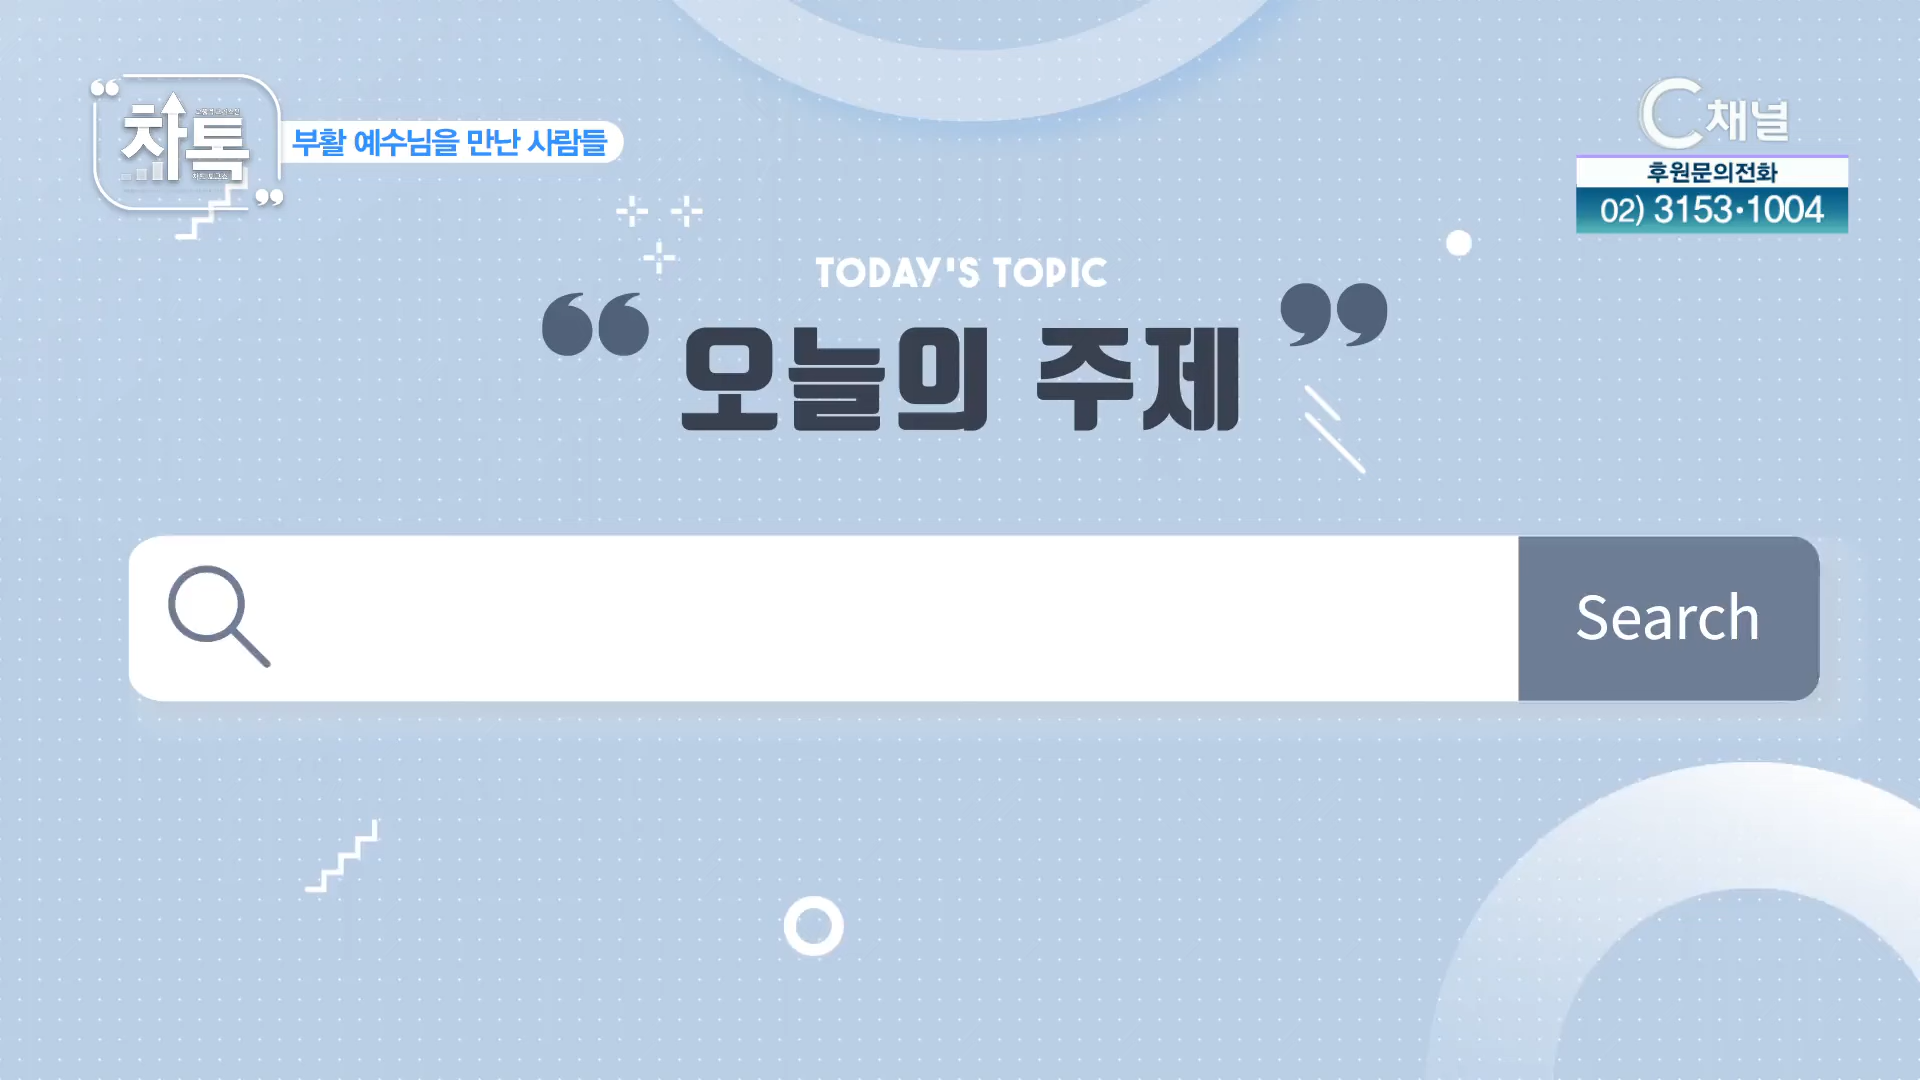 차톡
부활 예수님을 만난 사람들
C채널
후원문의전화
02) 3153·1004
TODAY'S TOPIC
“ 오늘의 주제 ”
Search